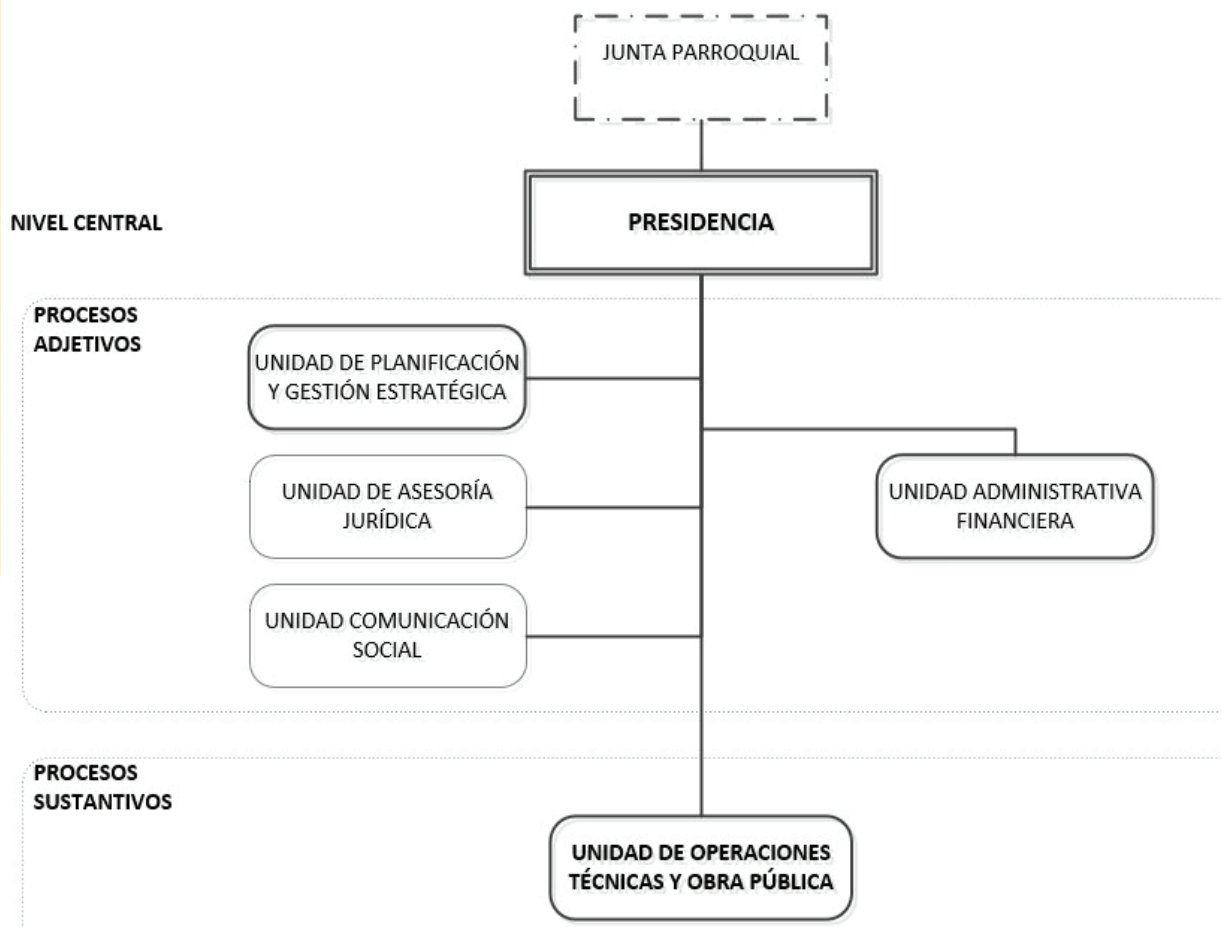 JUNTA PARROQUIAL
NIVEL CENTRAL
PRESIDENCIA
PROCESOS
ADJETIVOS
UNIDAD DE PLANIFICACIÓN
Y GESTIÓN ESTRATÉGICA
UNIDAD DE ASESORÍA
JURÍDICA
UNIDAD ADMINISTRATIVA
FINANCIERA
UNIDAD COMUNICACIÓN
SOCIAL
PROCESOS
SUSTANTIVOS
UNIDAD DE OPERACIONES
TÉCNICAS Y OBRA PÚBLICA